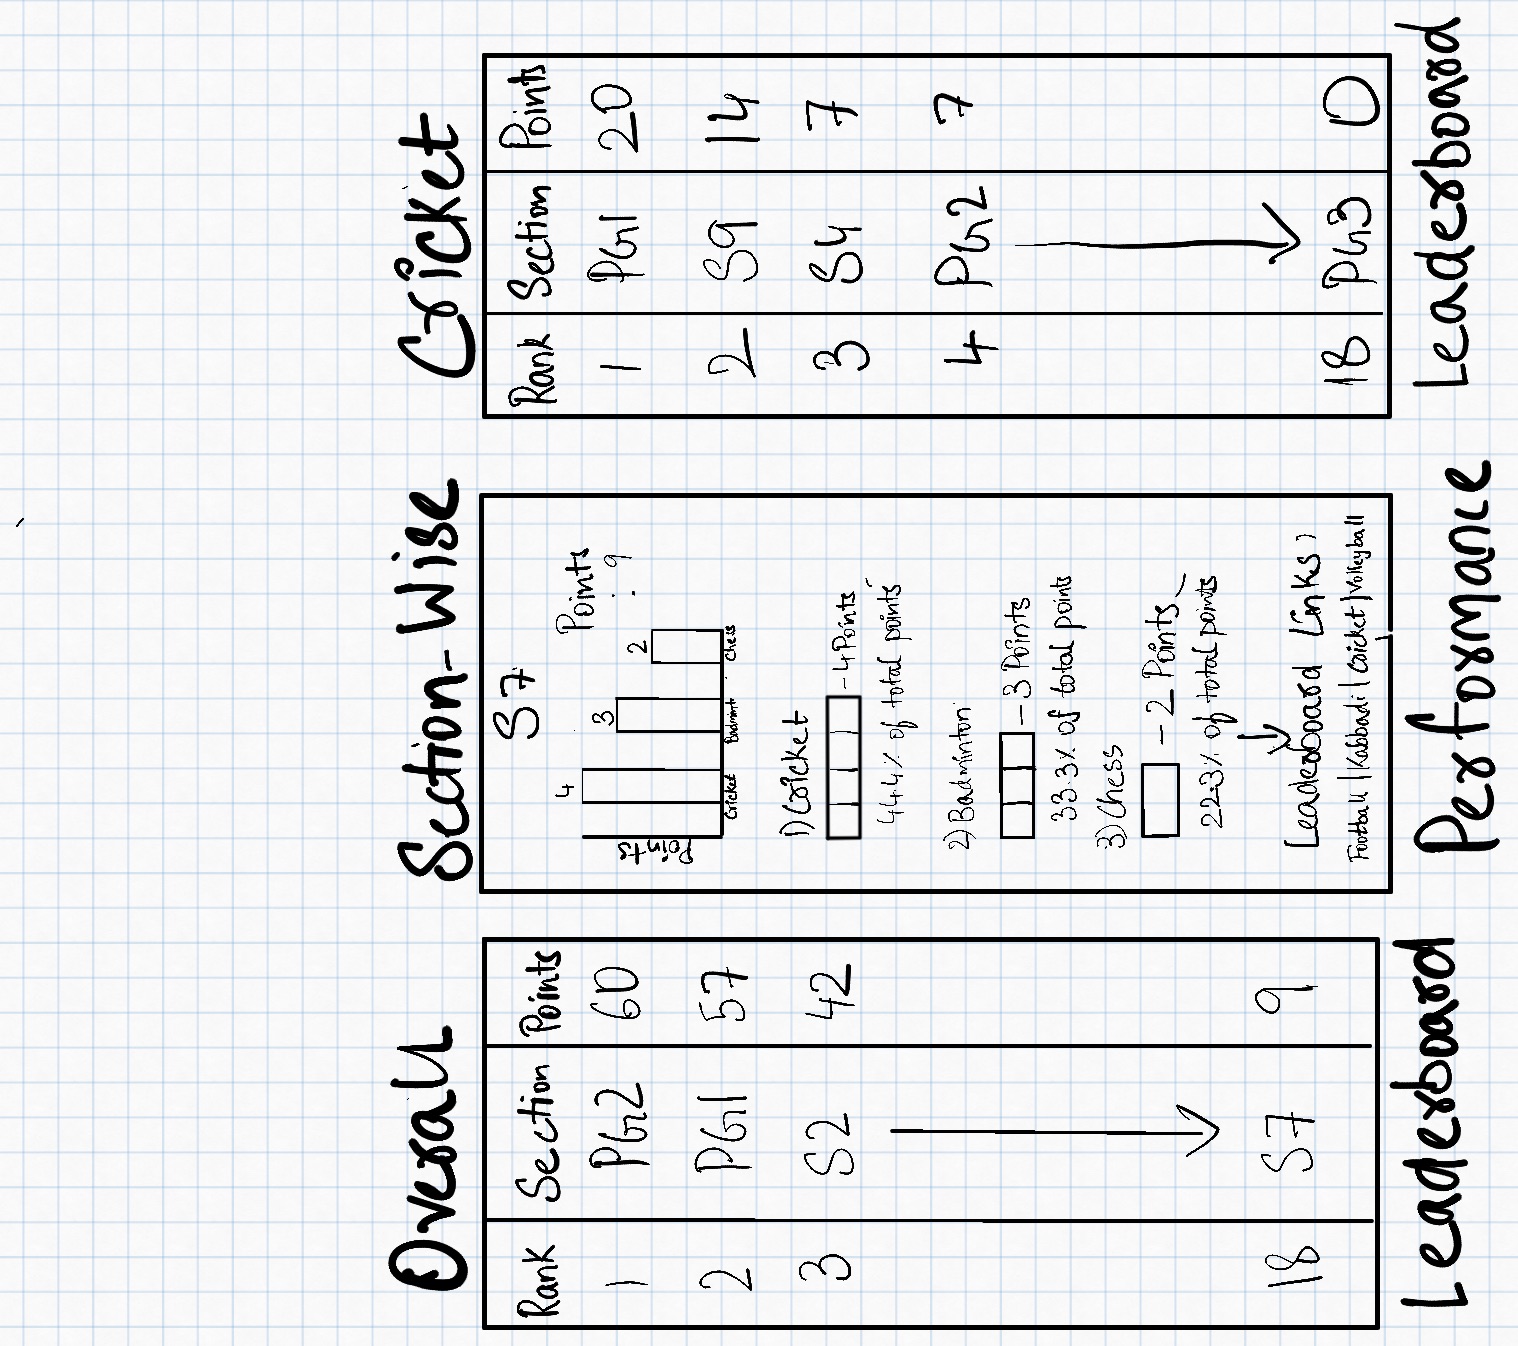 Overall
Rank Section Points
1 PG2 60
2 PG1 57
3 S2 42
18 S7 9
Leaderboard
Section-Wise
S7
Points
: 9
4
3
2
Points
Cricket Badmint Chess
1) Cricket
- 4 Points
44.4% of total points
2) Badminton
- 3 Points
33.3% of total points
3) Chess
- 2 Points
22.3% of total points
Leaderboard Links :
Football | Kabbadi | Cricket | Volleyball
Performance
Cricket
Rank Section Points
1 PG1 20
2 S9 14
3 S4 7
4 PG2 7
18 PG3 0
Leaderboard